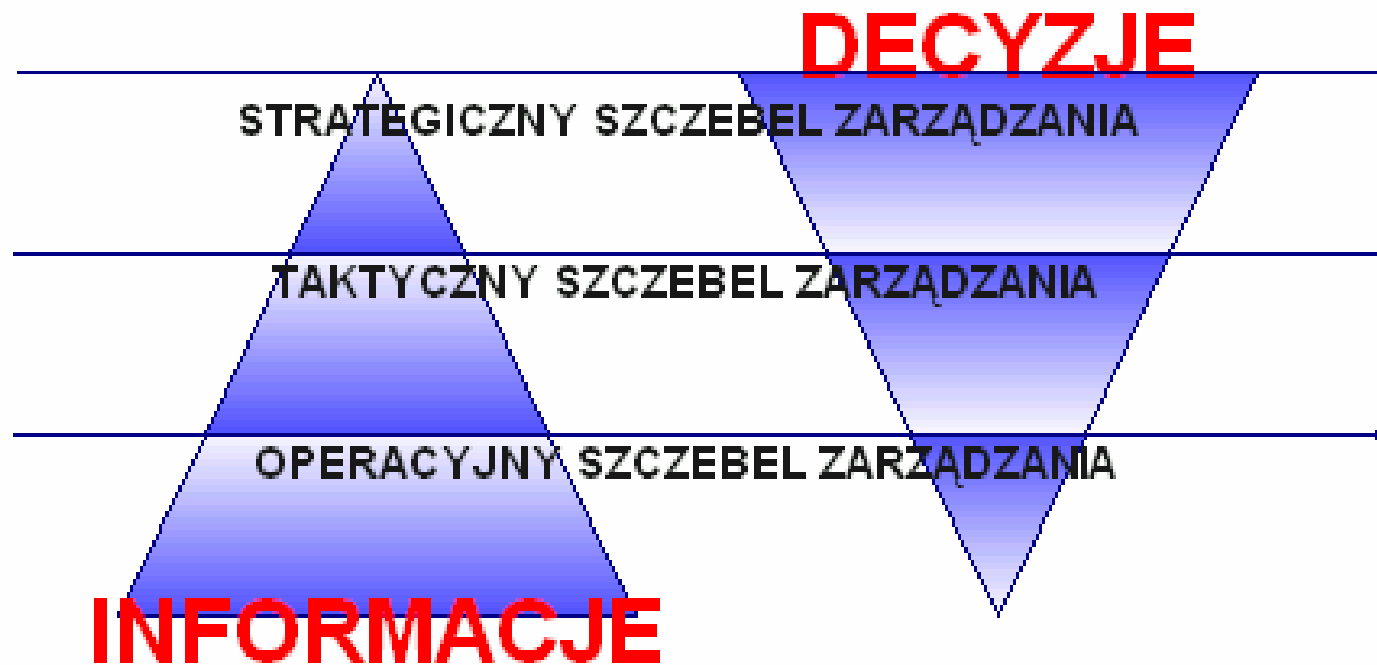 DECYZJE
STRATEGICZNY SZCZEBEL ZARZĄDZANIA
TAKTYCZNY SZCZEBEL ZARZĄDZANIA
OPERACYJNY SZCZEBEL ZARZĄDZANIA
INFORMACJE